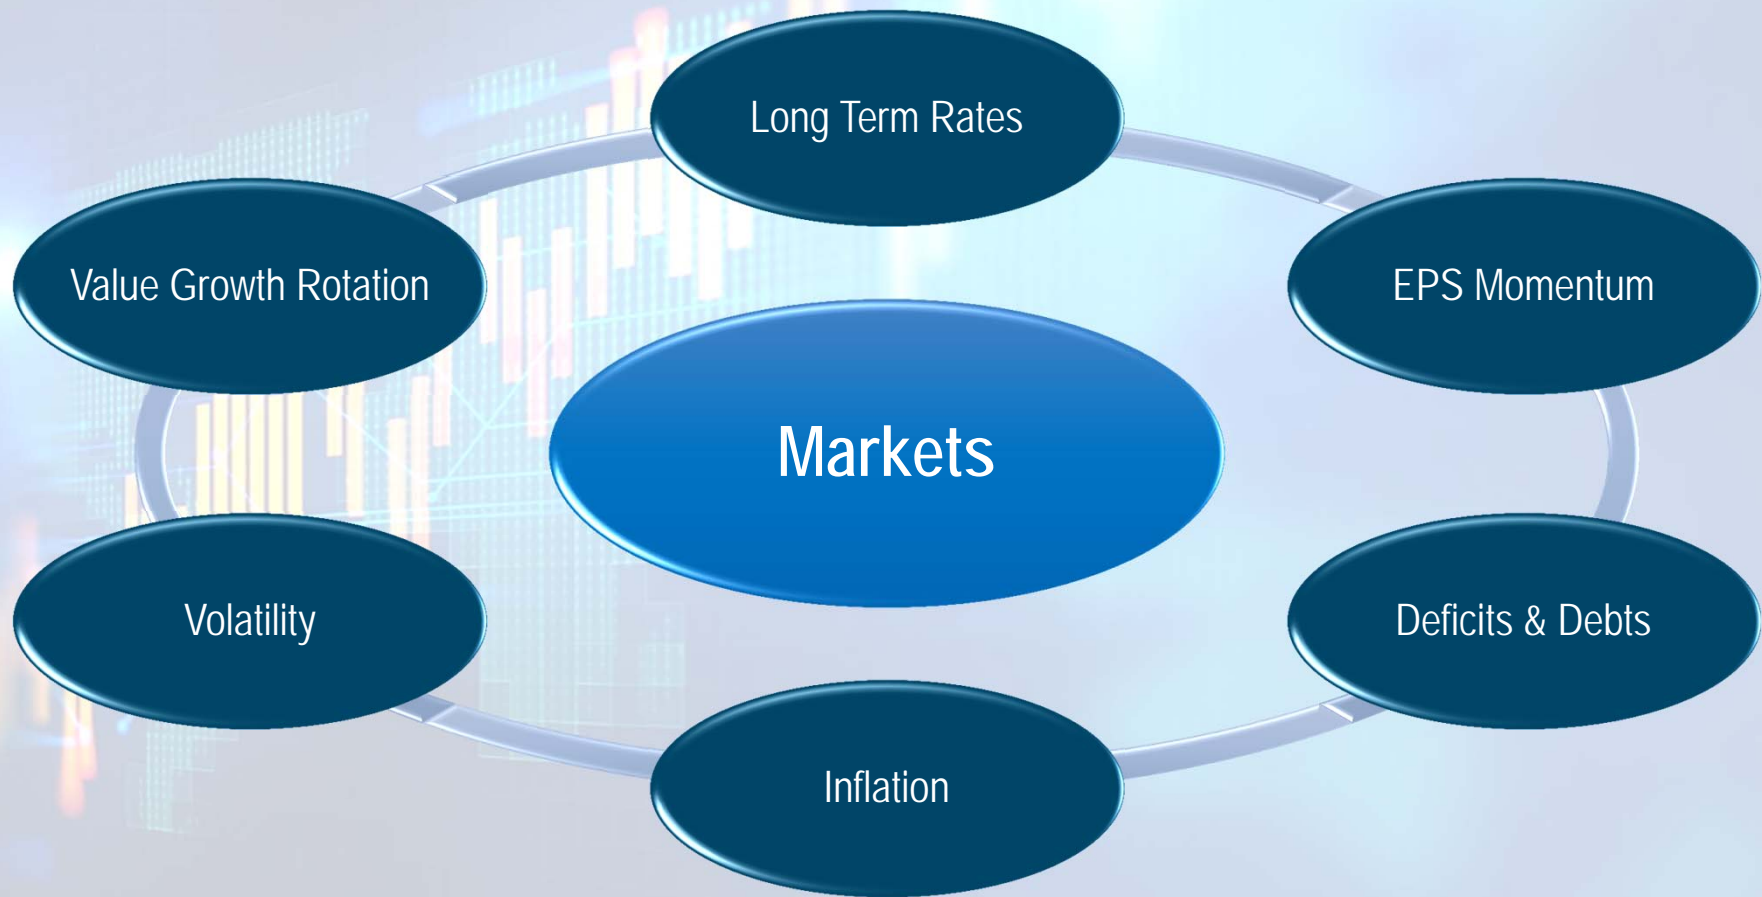 Long Term Rates
Value Growth Rotation
EPS Momentum
Markets
Volatility
Deficits & Debts
Inflation